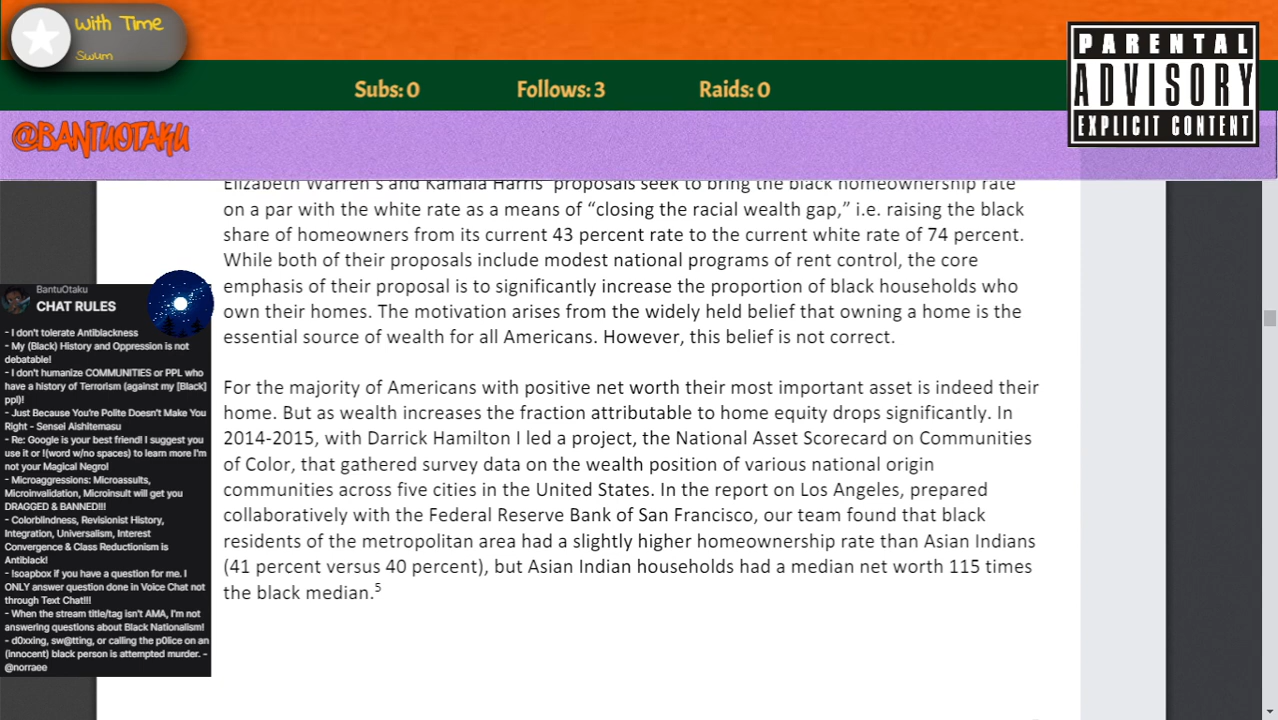 With Time
Swum
Subs: 0
Follows: 3
Raids: 0
PARENTAL
ADVISORY
EXPLICIT CONTENT
@BANTUOTAKU
Elizabeth Warren's and Kamala Harris' proposals seek to bring the black homeownership rate
on a par with the white rate as a means of “closing the racial wealth gap,” i.e. raising the black
share of homeowners from its current 43 percent rate to the current white rate of 74 percent.
While both of their proposals include modest national programs of rent control, the core
emphasis of their proposal is to significantly increase the proportion of black households who
own their homes. The motivation arises from the widely held belief that owning a home is the
essential source of wealth for all Americans. However, this belief is not correct.
For the majority of Americans with positive net worth their most important asset is indeed their
home. But as wealth increases the fraction attributable to home equity drops significantly. In
2014-2015, with Darrick Hamilton I led a project, the National Asset Scorecard on Communities
of Color, that gathered survey data on the wealth position of various national origin
communities across five cities in the United States. In the report on Los Angeles, prepared
collaboratively with the Federal Reserve Bank of San Francisco, our team found that black
residents of the metropolitan area had a slightly higher homeownership rate than Asian Indians
(41 percent versus 40 percent), but Asian Indian households had a median net worth 115 times
the black median.5
BantuOtaku
CHAT RULES
- I don't tolerate Antiblackness
- My (Black) History and Oppression is not
debatable!
- I don't humanize COMMUNITIES or PPL who
have a history of Terrorism (against my [Black]
ppl)!
- Just Because You're Polite Doesn't Make You
Right - Sensei Aishitemasu
- Re: Google is your best friend! I suggest you
use it or !(word w/no spaces) to learn more I'm
not your Magical Negro!
- Microaggressions: Microassults,
Microinvalidation, Microinsult will get you
DRAGGED & BANNED!!!
- Colorblindness, Revisionist History,
Integration, Universalism, Interest
Convergence & Class Reductionism is
Antiblack!
- !soapbox if you have a question for me. I
ONLY answer question done in Voice Chat not
through Text Chat!!!
- When the stream title/tag isn't AMA, I'm not
answering questions about Black Nationalism!
- d0xxing, sw@tting, or calling the p0lice on an
(innocent) black person is attempted murder. -
@norraee